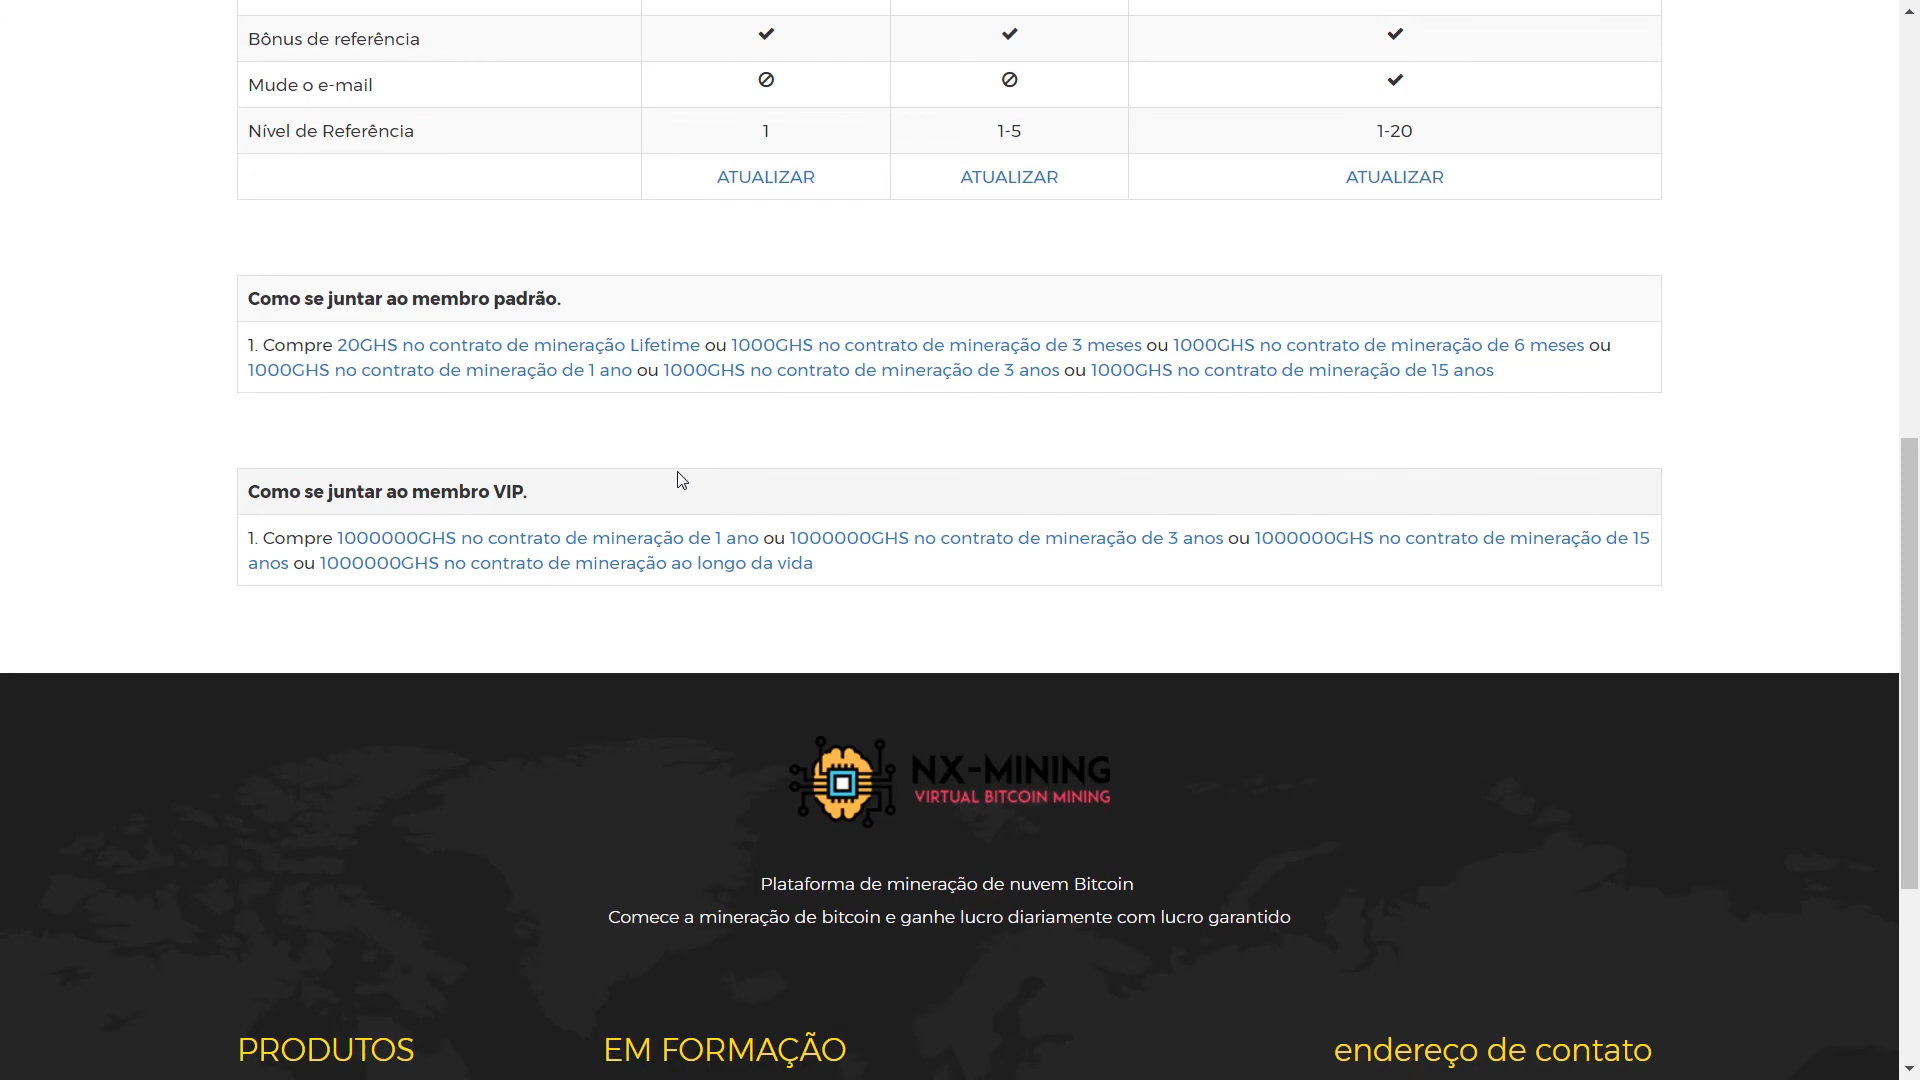 Bônus de referência
Mude o e-mail
Nível de Referência 1 1-5 1-20
ATUALIZAR ATUALIZAR ATUALIZAR
Como se juntar ao membro padrão.
1. Compre 20GHS no contrato de mineração Lifetime ou 1000GHS no contrato de mineração de 3 meses ou 1000GHS no contrato de mineração de 6 meses ou
1000GHS no contrato de mineração de 1 ano ou 1000GHS no contrato de mineração de 3 anos ou 1000GHS no contrato de mineração de 15 anos
Como se juntar ao membro VIP.
1. Compre 1000000GHS no contrato de mineração de 1 ano ou 1000000GHS no contrato de mineração de 3 anos ou 1000000GHS no contrato de mineração de 15
anos ou 1000000GHS no contrato de mineração ao longo da vida
NX-MINING
VIRTUAL BITCOIN MINING
Plataforma de mineração de nuvem Bitcoin
Comece a mineração de bitcoin e ganhe lucro diariamente com lucro garantido
PRODUTOS EM FORMAÇÃO endereço de contato